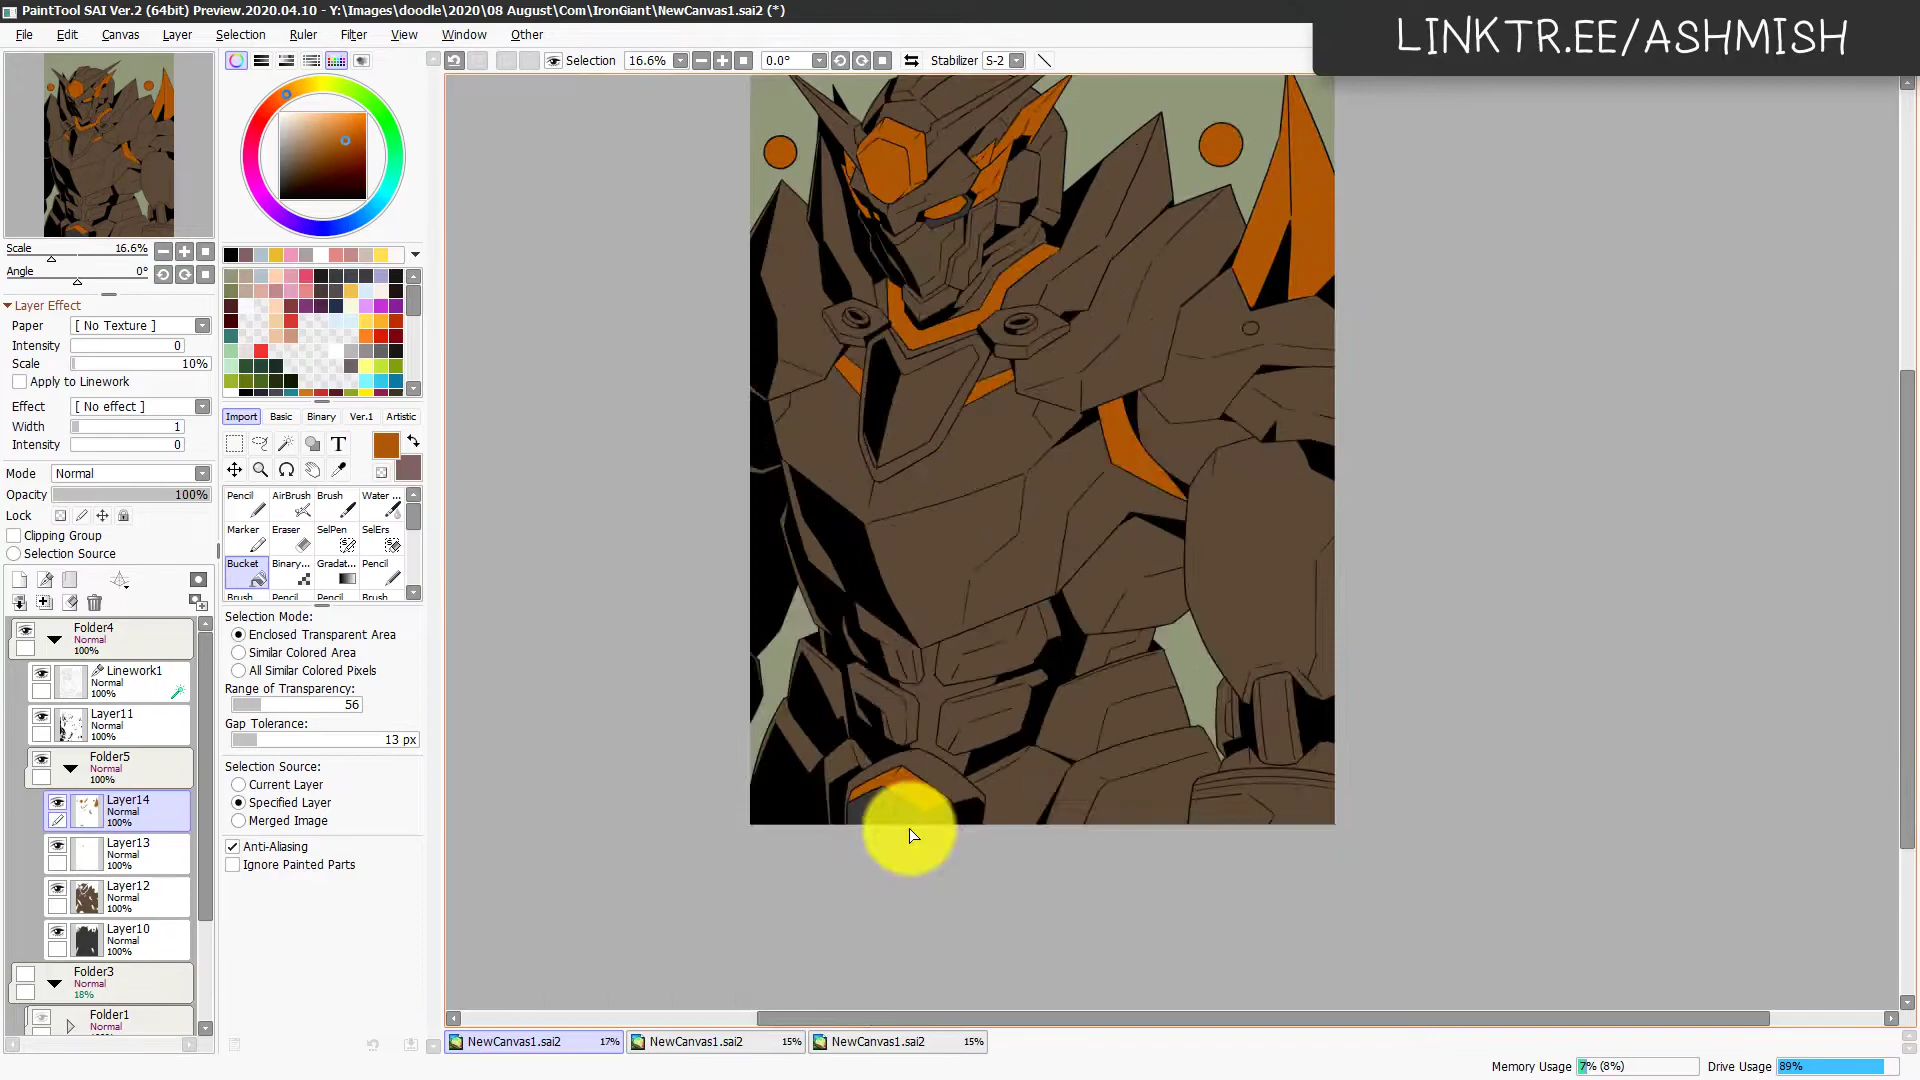 PaintTool SAI Ver.2 (64bit) Preview.2020.04.10 - Y:\Images\doodle\2020\08 August\Com\IronGiant\NewCanvas1.sai2 (*)
LINKTR.EE/ASHMISH
File Edit Canvas Layer Selection Ruler Filter View Window Other
Selection 16.6% 0.0° Stabilizer S-2
Scale 16.6%
Angle 0°
Layer Effect
Paper [ No Texture ]
Intensity 0
Scale 10%
Apply to Linework
Effect [ No effect ]
Width 1
Intensity 0
Mode Normal
Opacity 100%
Lock
Clipping Group
Selection Source
Folder4
Normal
100%
Linework1
Normal
100%
Layer11
Normal
100%
Folder5
Normal
100%
Layer14
Normal
100%
Layer13
Normal
100%
Layer12
Normal
100%
Layer10
Normal
100%
Folder3
Normal
18%
Folder1
Normal
Import Basic Binary Ver.1 Artistic
T
Pencil AirBrush Brush Water ...
Marker Eraser SelPen SelErs
Bucket Binary... Gradat... Pencil
Brush Pencil Pencil Brush
Selection Mode:
Enclosed Transparent Area
Similar Colored Area
All Similar Colored Pixels
Range of Transparency:
56
Gap Tolerance:
13 px
Selection Source:
Current Layer
Specified Layer
Merged Image
Anti-Aliasing
Ignore Painted Parts
NewCanvas1.sai2 17% NewCanvas1.sai2 15% NewCanvas1.sai2 15%
Memory Usage 7% (8%) Drive Usage 89%